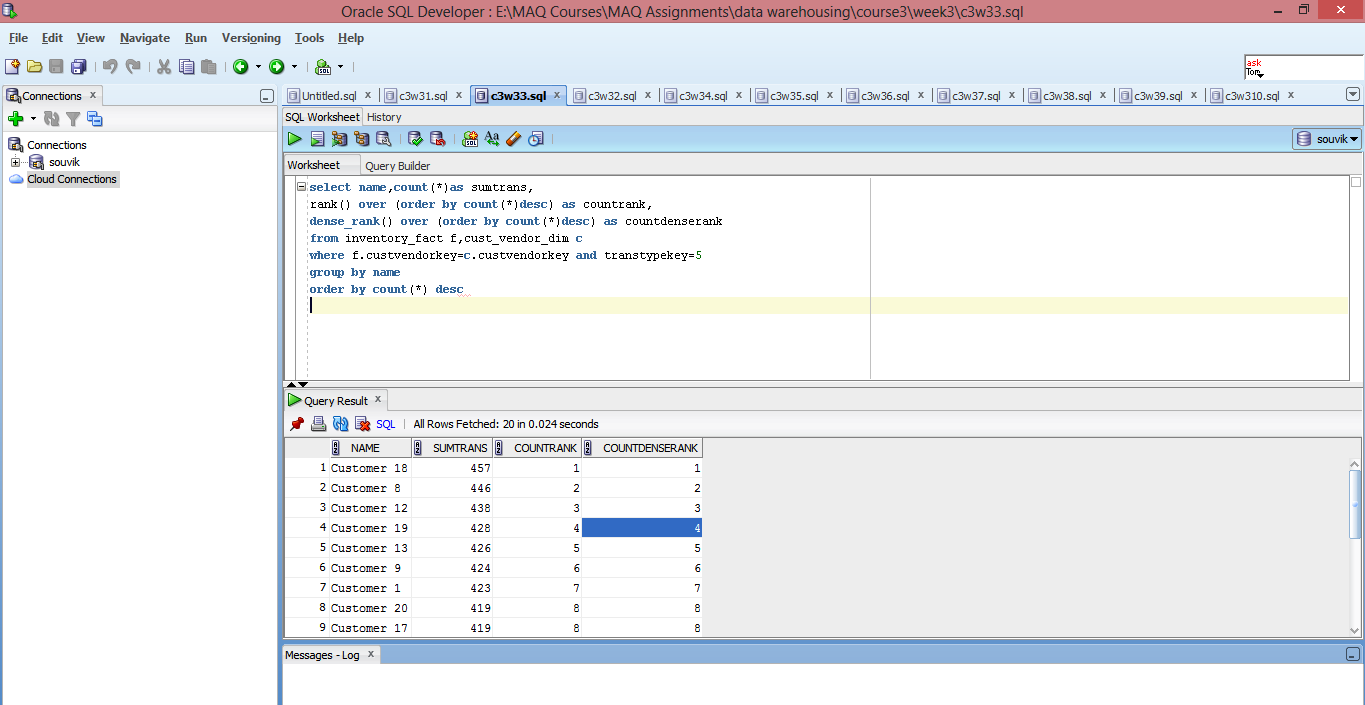 Oracle SQL Developer : E:\MAQ Courses\MAQ Assignments\data warehousing\course3\week3\c3w33.sql
File Edit View Navigate Run Versioning Tools Help
SQL
ask
Tom
Connections x
Untitled.sql x c3w31.sql x c3w33.sql x c3w32.sql x c3w34.sql x c3w35.sql x c3w36.sql x c3w37.sql x c3w38.sql x c3w39.sql x c3w310.sql x
SQL Worksheet History
SQL Aa souvik
Connections
souvik
Cloud Connections
Worksheet Query Builder
select name,count(*)as sumtrans,
rank() over (order by count(*)desc) as countrank,
dense_rank() over (order by count(*)desc) as countdenserank
from inventory_fact f,cust_vendor_dim c
where f.custvendorkey=c.custvendorkey and transtypekey=5
group by name
order by count(*) desc
Query Result x
SQL | All Rows Fetched: 20 in 0.024 seconds
NAME SUMTRANS COUNTRANK COUNTDENSERANK
1 Customer 18 457 1 1
2 Customer 8 446 2 2
3 Customer 12 438 3 3
4 Customer 19 428 4 4
5 Customer 13 426 5 5
6 Customer 9 424 6 6
7 Customer 1 423 7 7
8 Customer 20 419 8 8
9 Customer 17 419 8 8
Messages - Log x